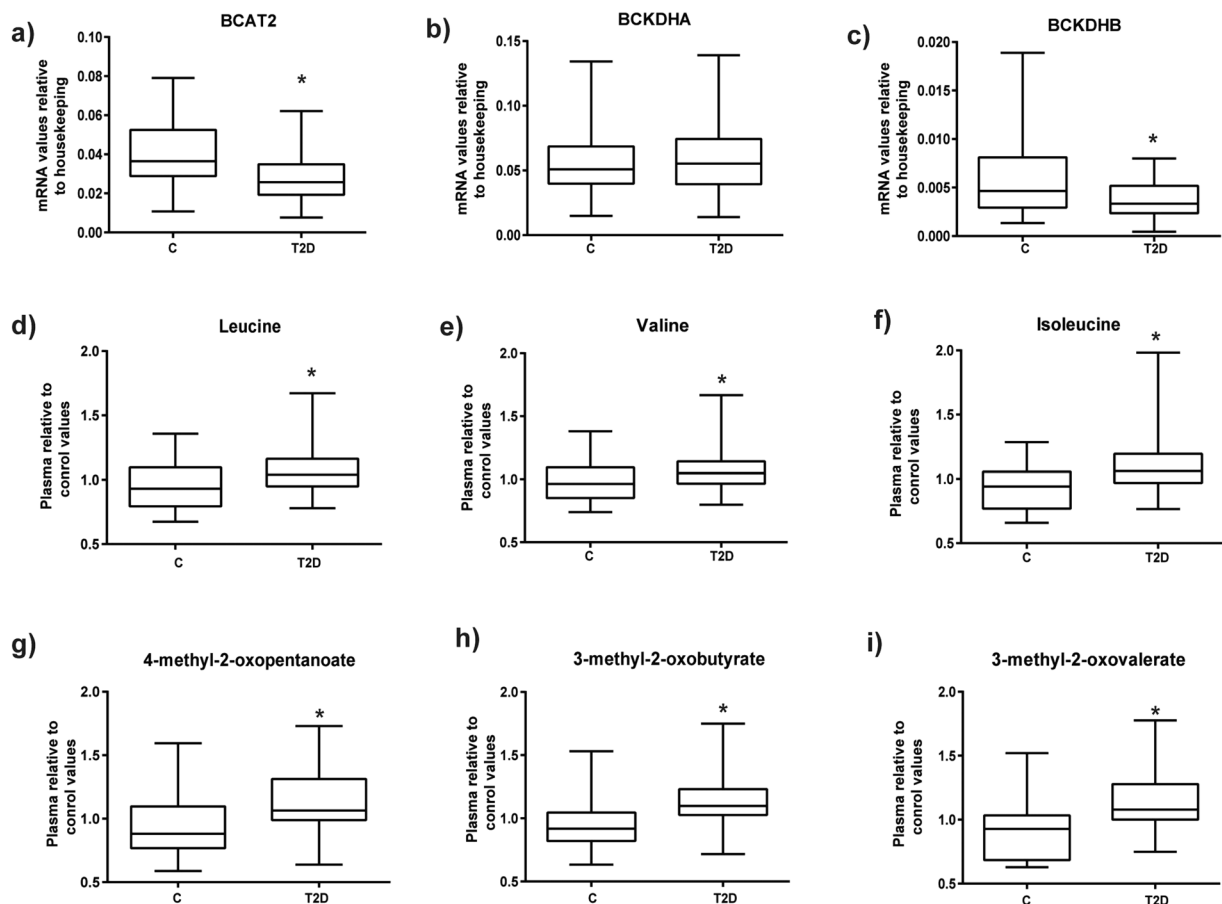 a)
BCAT2
mRNA values relative
to housekeeping
0.10
0.08
0.06
0.04
0.02
0.00
*
C
T2D
b)
BCKDHA
mRNA values relative
to housekeeping
0.15
0.10
0.05
0.00
C
T2D
c)
BCKDHB
mRNA values relative
to housekeeping
0.020
0.015
0.010
0.005
0.000
*
C
T2D
d)
Leucine
Plasma relative to
conrol values
2.0
1.5
1.0
0.5
*
C
T2D
e)
Valine
Plasma relative to
conrol values
2.0
1.5
1.0
0.5
*
C
T2D
f)
Isoleucine
Plasma relative to
conrol values
2.0
1.5
1.0
0.5
*
C
T2D
g)
4-methyl-2-oxopentanoate
Plasma relative to
conrol values
2.0
1.5
1.0
0.5
*
C
T2D
h)
3-methyl-2-oxobutyrate
Plasma relative to
conrol values
2.0
1.5
1.0
0.5
*
C
T2D
i)
3-methyl-2-oxovalerate
Plasma relative to
conrol values
2.0
1.5
1.0
0.5
*
C
T2D